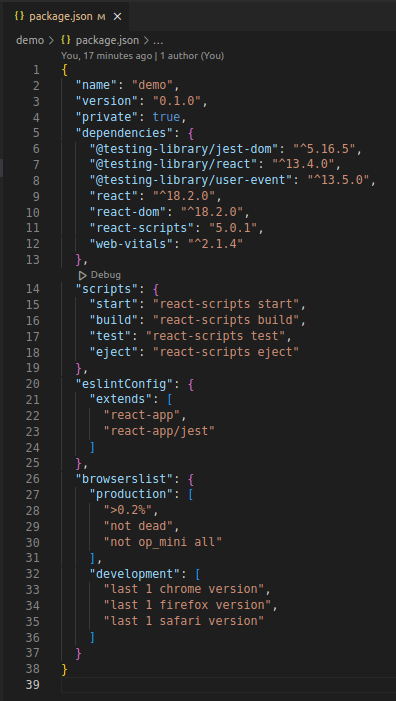 {} package.json M ×
demo > {} package.json > ...
You, 17 minutes ago | 1 author (You)
1 {
2 "name": "demo",
3 "version": "0.1.0",
4 "private": true,
5 "dependencies": {
6 "@testing-library/jest-dom": "^5.16.5",
7 "@testing-library/react": "^13.4.0",
8 "@testing-library/user-event": "^13.5.0",
9 "react": "^18.2.0",
10 "react-dom": "^18.2.0",
11 "react-scripts": "5.0.1",
12 "web-vitals": "^2.1.4"
13 },
Debug
14 "scripts": {
15 "start": "react-scripts start",
16 "build": "react-scripts build",
17 "test": "react-scripts test",
18 "eject": "react-scripts eject"
19 },
20 "eslintConfig": {
21 "extends": [
22 "react-app",
23 "react-app/jest"
24 ]
25 },
26 "browserslist": {
27 "production": [
28 ">0.2%",
29 "not dead",
30 "not op_mini all"
31 ],
32 "development": [
33 "last 1 chrome version",
34 "last 1 firefox version",
35 "last 1 safari version"
36 ]
37 }
38 }
39